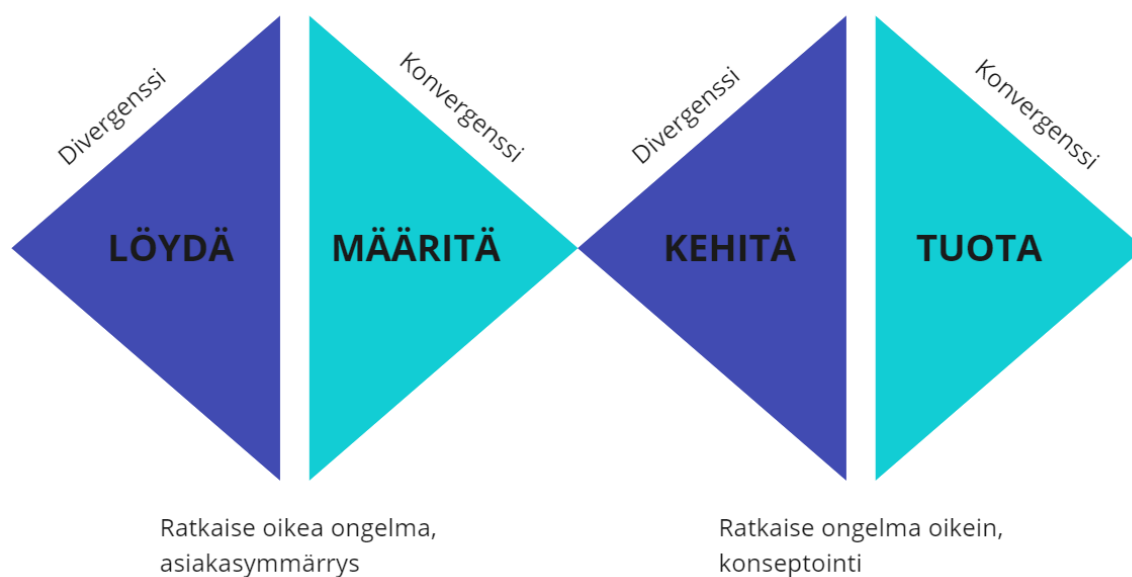 Divergenssi
Konvergenssi
Divergenssi
Konvergenssi
LÖYDÄ
MÄÄRITÄ
KEHITÄ
TUOTA
Ratkaise oikea ongelma,
asiakasymmärrys
Ratkaise ongelma oikein,
konseptointi